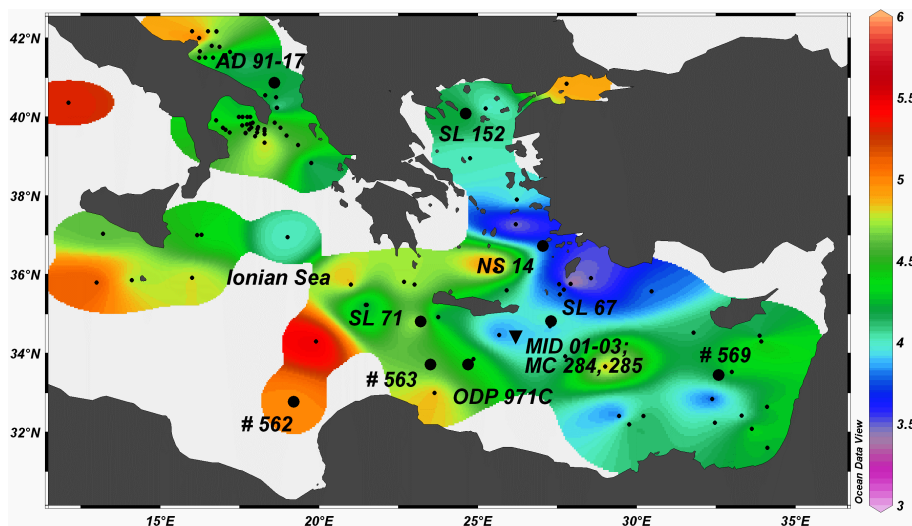 42°N
40°N
38°N
36°N
34°N
32°N
15°E
20°E
25°E
30°E
35°E
AD 91-17
SL 152
NS 14
Ionian Sea
SL 71
SL 67
MID 01-03;
MC 284, 285
# 569
# 563
ODP 971C
# 562
Ocean Data View
6
5.5
5
4.5
4
3.5
3